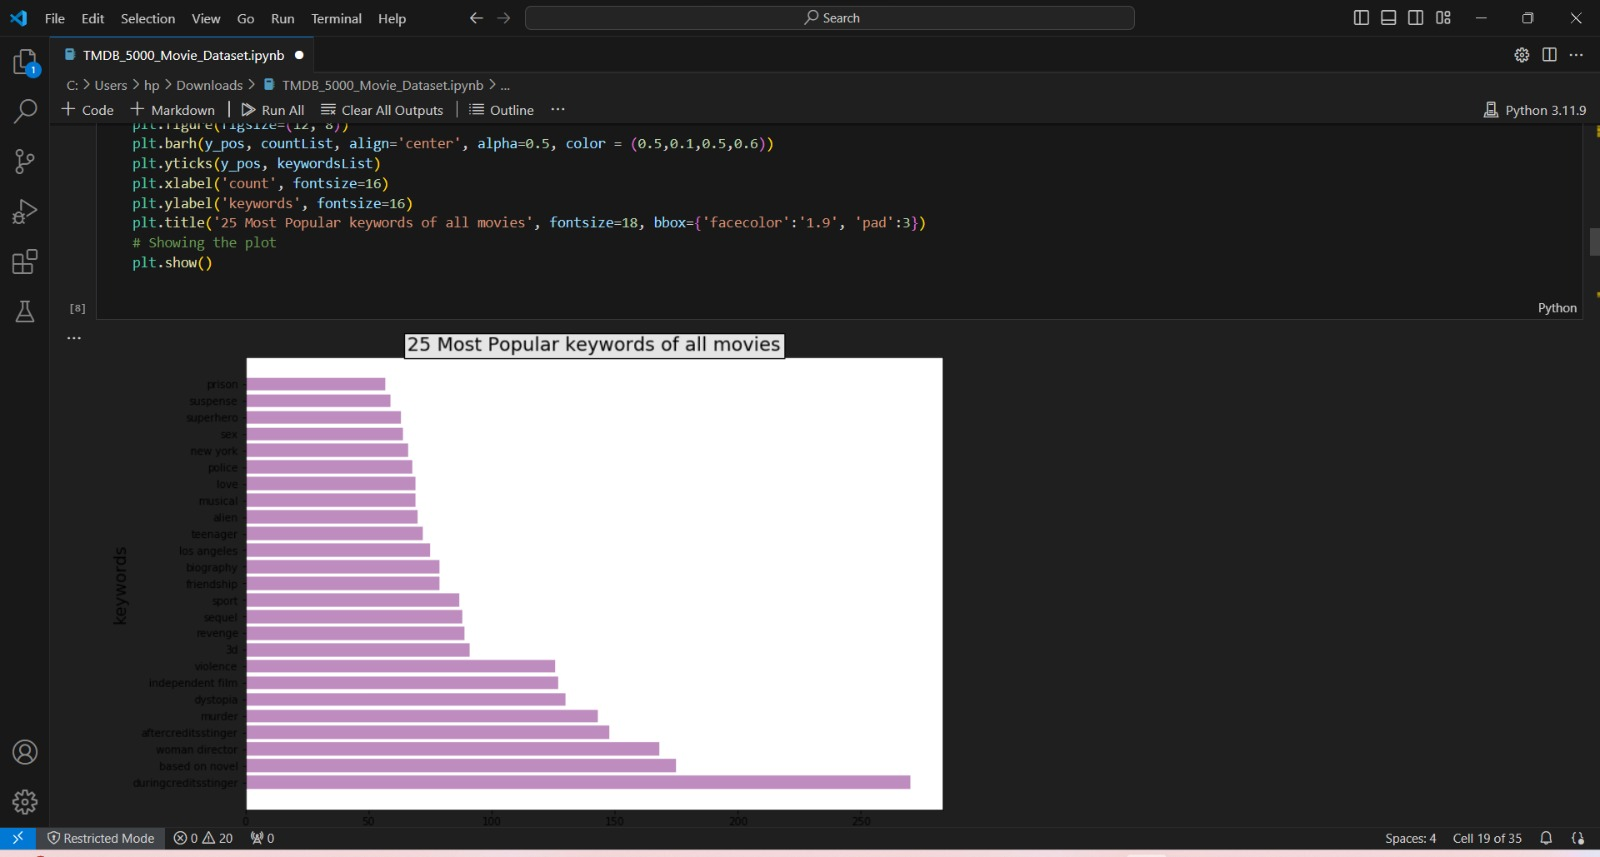 File Edit Selection View Go Run Terminal Help Search
TMDB_5000_Movie_Dataset.ipynb
1
C: > Users > hp > Downloads > TMDB_5000_Movie_Dataset.ipynb > ...
+ Code + Markdown Run All Clear All Outputs Outline ... Python 3.11.9
plt.figure(figsize=(12, 8))
plt.barh(y_pos, countList, align='center', alpha=0.5, color = (0.5,0.1,0.5,0.6))
plt.yticks(y_pos, keywordsList)
plt.xlabel('count', fontsize=16)
plt.ylabel('keywords', fontsize=16)
plt.title('25 Most Popular keywords of all movies', fontsize=18, bbox={'facecolor':'1.9', 'pad':3})
# Showing the plot
plt.show()
[8] Python
...
25 Most Popular keywords of all movies
prison
suspense
superhero
sex
new york
police
love
musical
alien
teenager
los angeles
biography
friendship
sport
sequel
revenge
3d
violence
independent film
dystopia
murder
aftercreditsstinger
woman director
based on novel
duringcreditsstinger
keywords
0 50 100 150 200 250
Restricted Mode 0 20 0 Spaces: 4 Cell 19 of 35